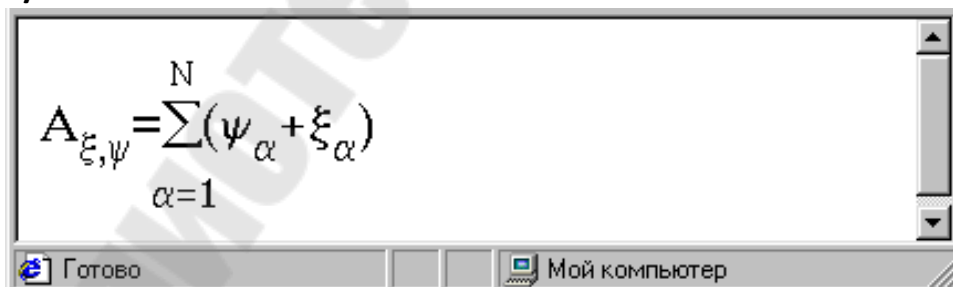 N
A_{ξ,ψ}=∑(ψ_α+ξ_α)
α=1
Готово
Мой компьютер